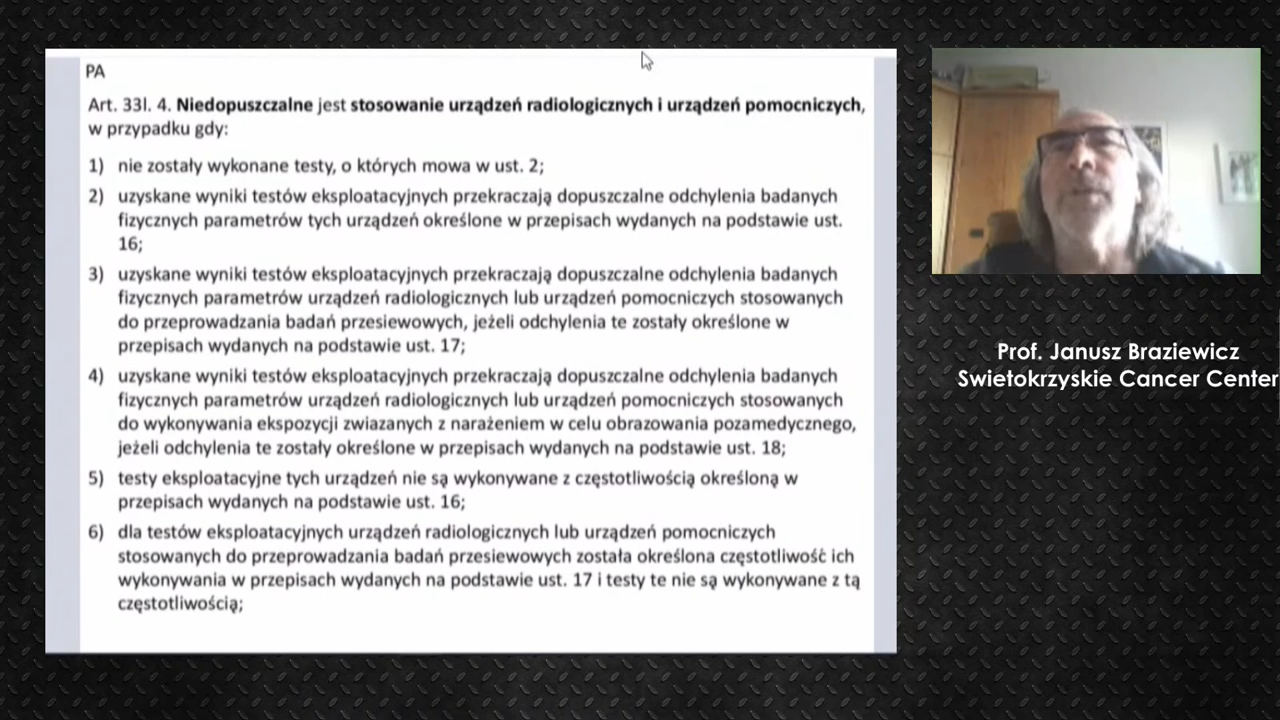 PA
Art. 33l. 4. Niedopuszczalne jest stosowanie urządzeń radiologicznych i urządzeń pomocniczych,
w przypadku gdy:
1) nie zostały wykonane testy, o których mowa w ust. 2;
2) uzyskane wyniki testów eksploatacyjnych przekraczają dopuszczalne odchylenia badanych
fizycznych parametrów tych urządzeń określone w przepisach wydanych na podstawie ust.
16;
3) uzyskane wyniki testów eksploatacyjnych przekraczają dopuszczalne odchylenia badanych
fizycznych parametrów urządzeń radiologicznych lub urządzeń pomocniczych stosowanych
do przeprowadzania badań przesiewowych, jeżeli odchylenia te zostały określone w
przepisach wydanych na podstawie ust. 17;
4) uzyskane wyniki testów eksploatacyjnych przekraczają dopuszczalne odchylenia badanych
fizycznych parametrów urządzeń radiologicznych lub urządzeń pomocniczych stosowanych
do wykonywania ekspozycji zwiazanych z narażeniem w celu obrazowania pozamedycznego,
jeżeli odchylenia te zostały określone w przepisach wydanych na podstawie ust. 18;
5) testy eksploatacyjne tych urządzeń nie są wykonywane z częstotliwością określoną w
przepisach wydanych na podstawie ust. 16;
6) dla testów eksploatacyjnych urządzeń radiologicznych lub urządzeń pomocniczych
stosowanych do przeprowadzania badań przesiewowych została określona częstotliwość ich
wykonywania w przepisach wydanych na podstawie ust. 17 i testy te nie są wykonywane z tą
częstotliwością;
Prof. Janusz Braziewicz
Swietokrzyskie Cancer Center